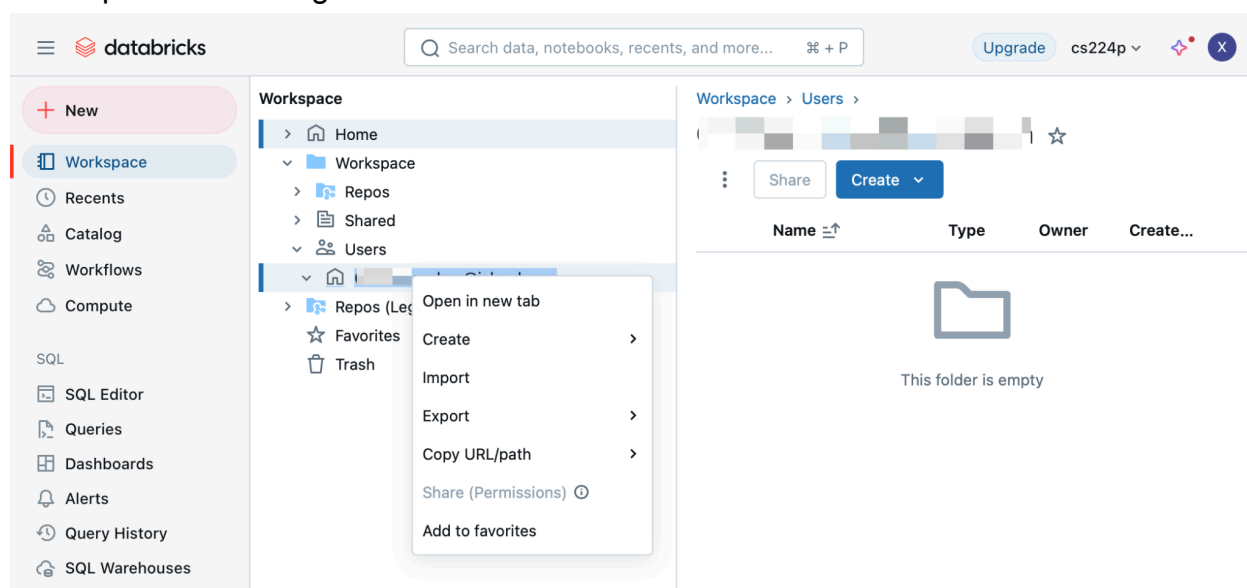 databricks
Search data, notebooks, recents, and more... ⌘ + P
Upgrade cs224p X
New
Workspace
Recents
Catalog
Workflows
Compute
SQL
SQL Editor
Queries
Dashboards
Alerts
Query History
SQL Warehouses
Workspace
Home
Workspace
Repos
Shared
Users
Repos (Leg
Favorites
Trash
Open in new tab
Create
Import
Export
Copy URL/path
Share (Permissions)
Add to favorites
Workspace > Users >
Share Create
Name Type Owner Create...
This folder is empty